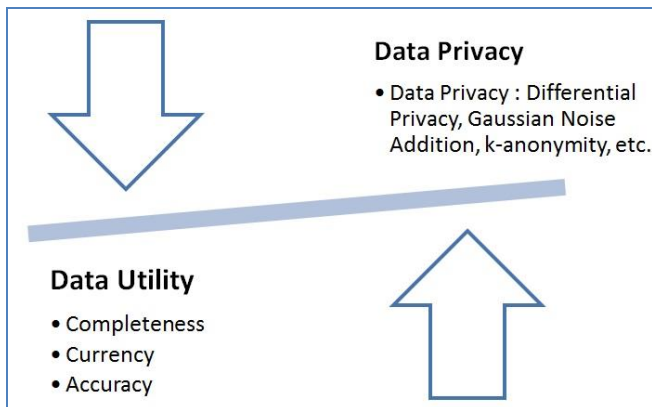 Data Privacy
• Data Privacy : Differential
Privacy, Gaussian Noise
Addition, k-anonymity, etc.
Data Utility
• Completeness
• Currency
• Accuracy